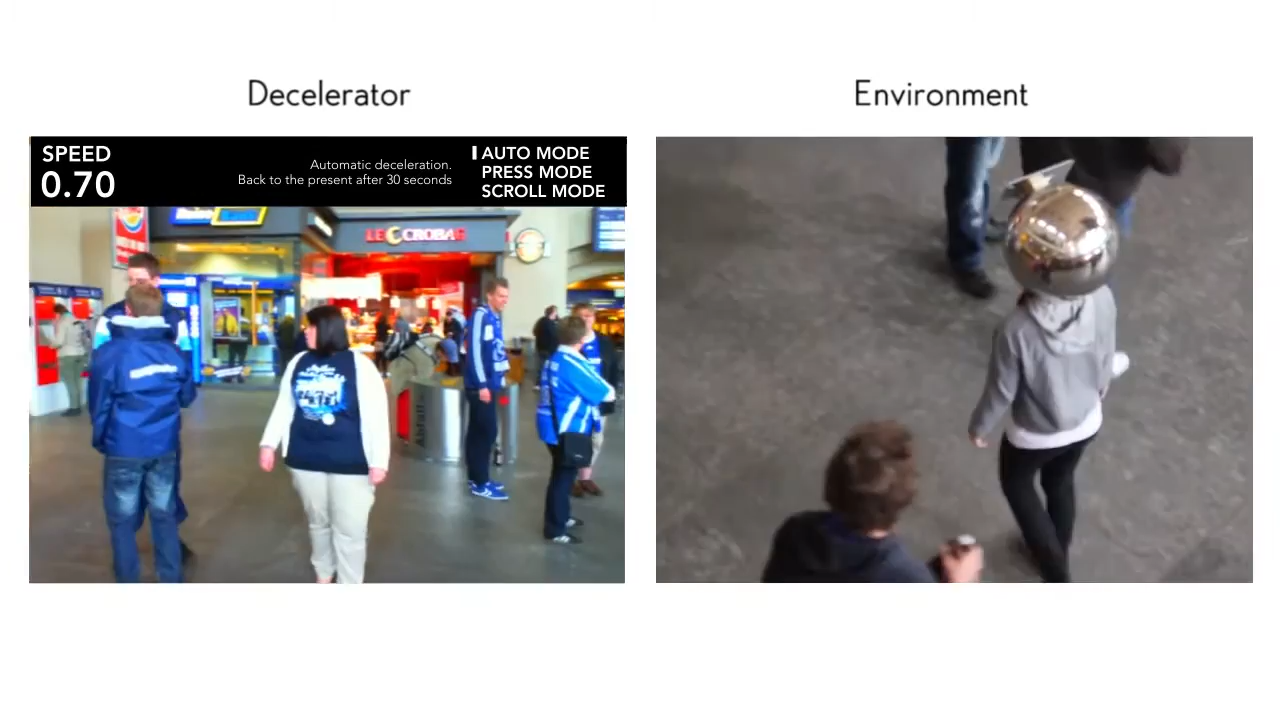 Decelerator
Environment
SPEED
0.70
Automatic deceleration.
Back to the present after 30 seconds
AUTO MODE
PRESS MODE
SCROLL MODE
LE CROBAG
Abfall